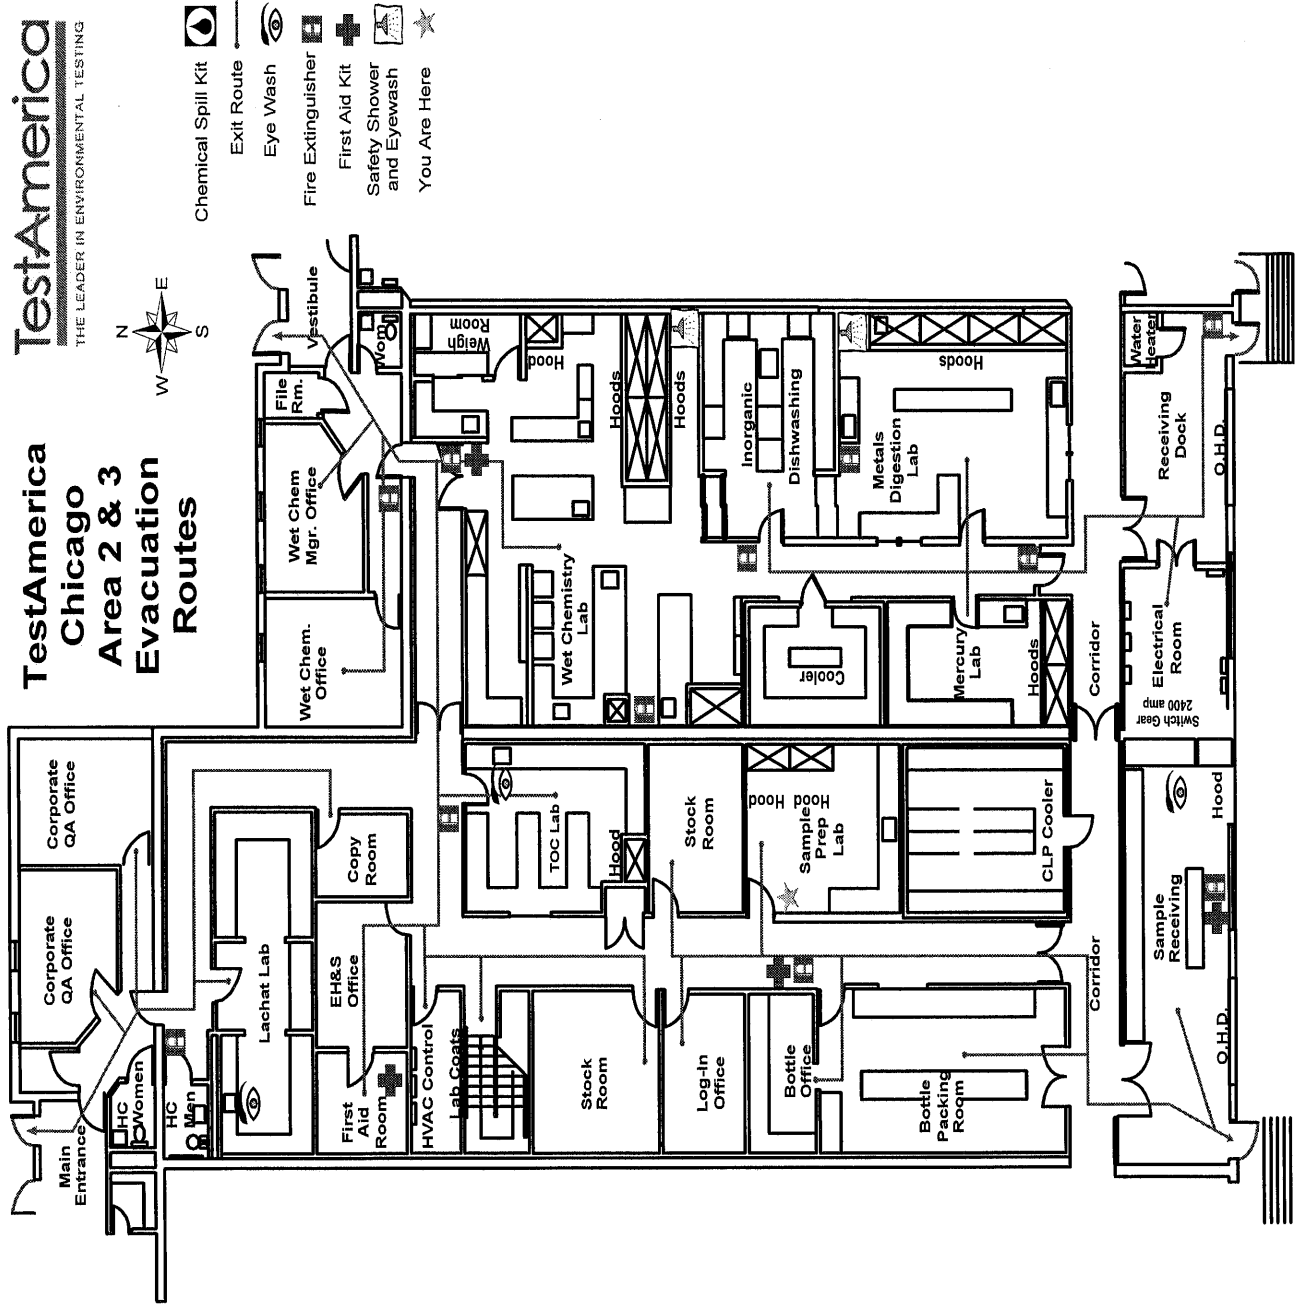 TestAmerica
THE LEADER IN ENVIRONMENTAL TESTING
TestAmerica
Chicago
Area 2 & 3
Evacuation
Routes
N
E
S
W
Chemical Spill Kit
Exit Route
Eye Wash
Fire Extinguisher
First Aid Kit
Safety Shower
and Eyewash
You Are Here
Main
Entrance
HC
Women
HC
Men
Corporate
QA Office
Corporate
QA Office
Lachat Lab
Copy
Room
EH&S
Office
First
Aid
Room
HVAC Control
Lab Coats
Stock
Room
Log-In
Office
Bottle
Office
Bottle
Packing
Room
Wet Chem.
Office
Wet Chem
Mgr. Office
File
Rm.
Vestibule
Wom
Weigh
Room
Hood
Hoods
Hoods
Wet Chemistry
Lab
TOC Lab
Hood
Stock
Room
Hood
Hood
Sample
Prep
Lab
CLP Cooler
Cooler
Mercury
Lab
Hoods
Inorganic
Dishwashing
Metals
Digestion
Lab
Hoods
Corridor
Corridor
Water
Heater
Receiving
Dock
O.H.D.
Electrical
Room
Switch Gear
2400 amp
Hood
Sample
Receiving
O.H.D.